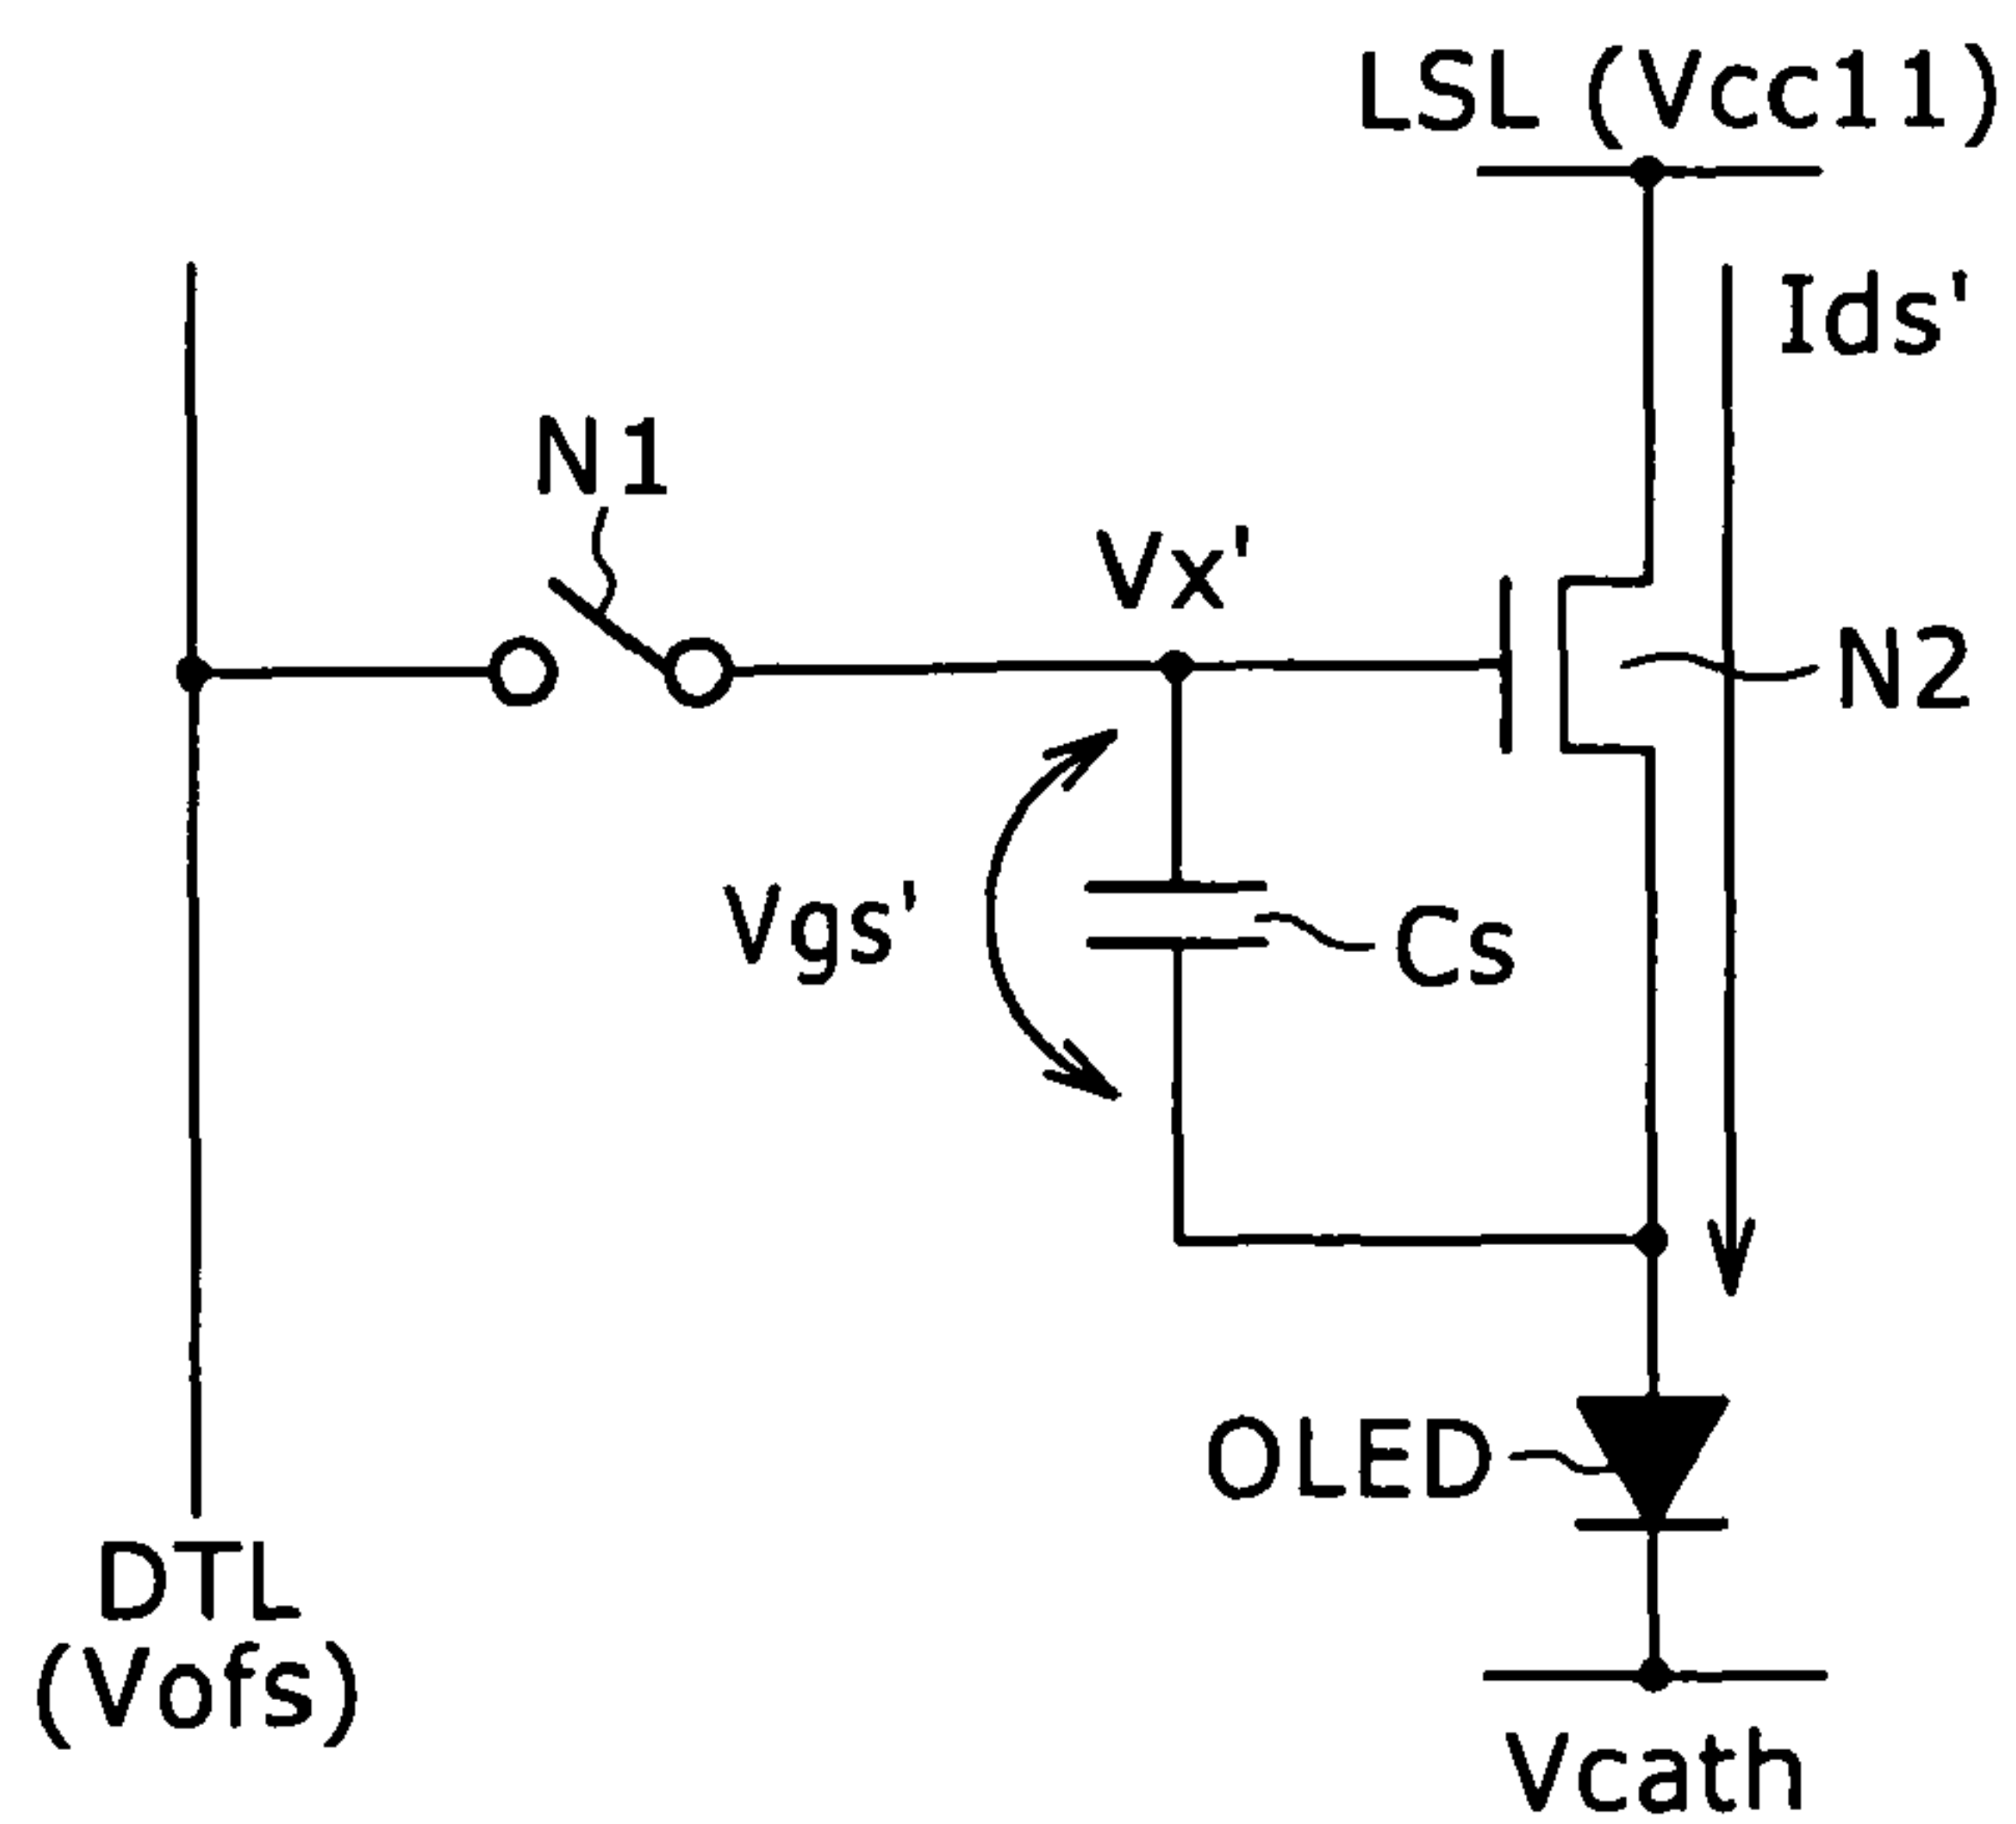 LSL (Vcc11)
Ids'
N1
Vx'
N2
Vgs'
Cs
OLED
DTL
(Vofs)
Vcath